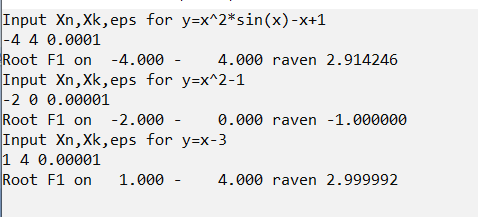 Input Xn,Xk,eps for y=x^2*sin(x)-x+1
-4 4 0.0001
Root F1 on  -4.000 -    4.000 raven 2.914246
Input Xn,Xk,eps for y=x^2-1
-2 0 0.00001
Root F1 on  -2.000 -    0.000 raven -1.000000
Input Xn,Xk,eps for y=x-3
1 4 0.00001
Root F1 on   1.000 -    4.000 raven 2.999992